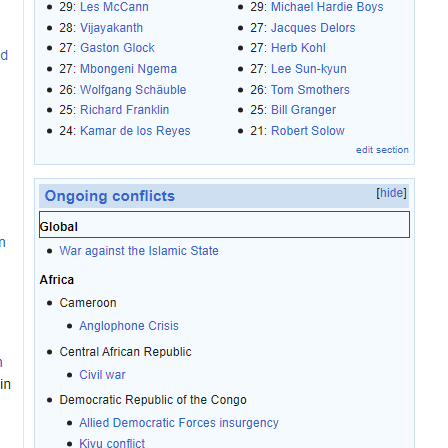 29: Les McCann
28: Vijayakanth
27: Gaston Glock
27: Mbongeni Ngema
26: Wolfgang Schäuble
25: Richard Franklin
24: Kamar de los Reyes
29: Michael Hardie Boys
27: Jacques Delors
27: Herb Kohl
27: Lee Sun-kyun
26: Tom Smothers
25: Bill Granger
21: Robert Solow
edit section
Ongoing conflicts [hide]
Global
War against the Islamic State
Africa
Cameroon
Anglophone Crisis
Central African Republic
Civil war
Democratic Republic of the Congo
Allied Democratic Forces insurgency
Kivu conflict
in